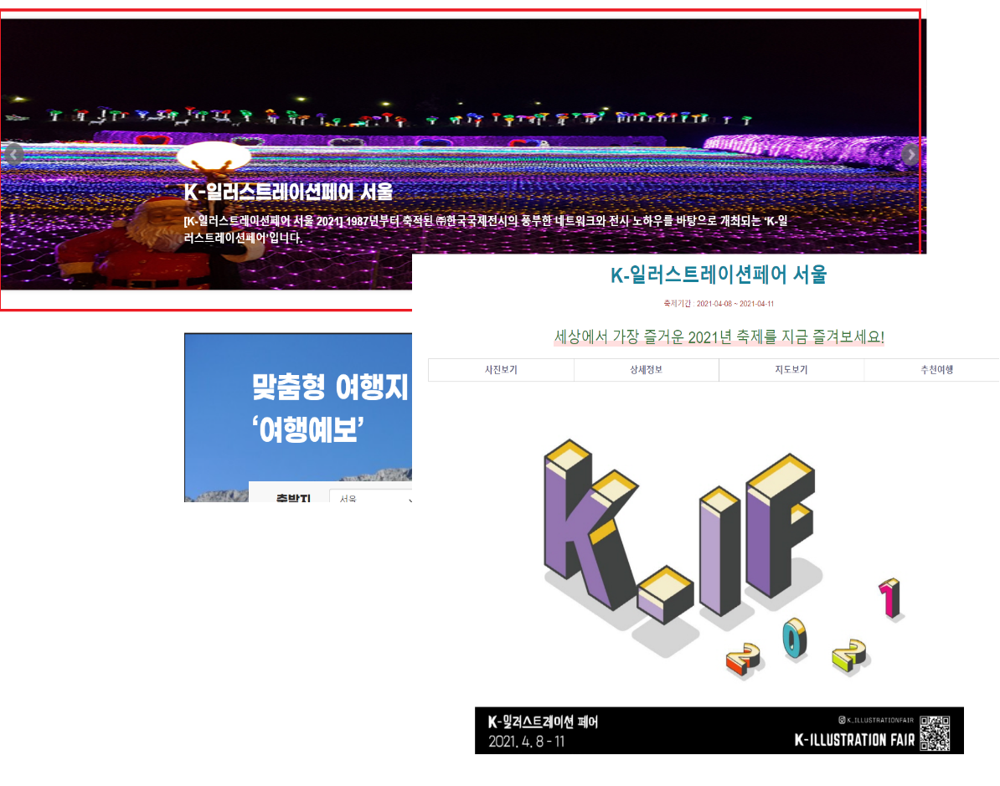 K-일러스트레이션페어 서울
[K-일러스트레이션페어 서울 2021] 1987년부터 축적된 ㈜한국국제전시의 풍부한 네트워크와 전시 노하우를 바탕으로 개최되는 ‘K-일
러스트레이션페어’입니다.
K-일러스트레이션페어 서울
축제기간 : 2021-04-08 ~ 2021-04-11
세상에서 가장 즐거운 2021년 축제를 지금 즐겨보세요!
사진보기 상세정보 지도보기 추천여행
맞춤형 여행지
‘여행예보’
출발지 서울
K-IF
2021
K-일러스트레이션 페어
2021. 4. 8 - 11
K_ILLUSTRATIONFAIR
K-ILLUSTRATION FAIR